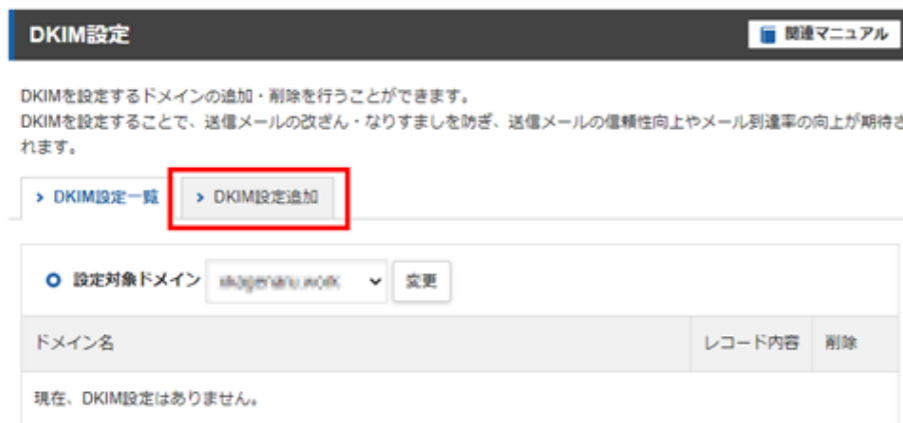 DKIM設定
関連マニュアル
DKIMを設定するドメインの追加・削除を行うことができます。
DKIMを設定することで、送信メールの改ざん・なりすましを防ぎ、送信メールの信頼性向上やメール到達率の向上が期待さ
れます。
DKIM設定一覧
DKIM設定追加
設定対象ドメイン
変更
ドメイン名 レコード内容 削除
現在、DKIM設定はありません。